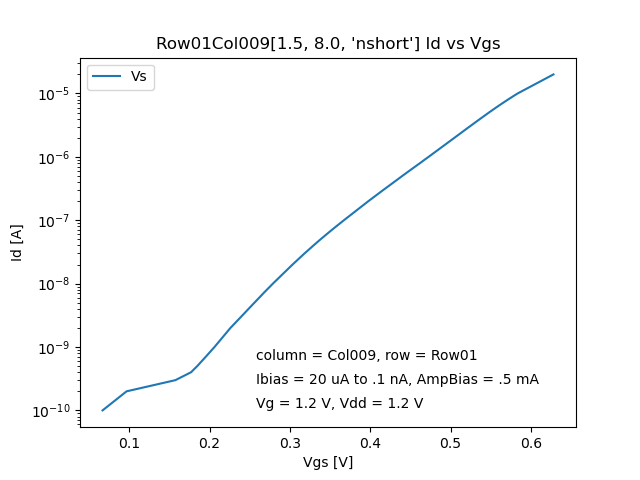 Row01Col009[1.5, 8.0, 'nshort'] Id vs Vgs
Vs
Id [A]
10⁻⁵
10⁻⁶
10⁻⁷
10⁻⁸
10⁻⁹
10⁻¹⁰
column = Col009, row = Row01
Ibias = 20 uA to .1 nA, AmpBias = .5 mA
Vg = 1.2 V, Vdd = 1.2 V
0.1 0.2 0.3 0.4 0.5 0.6
Vgs [V]